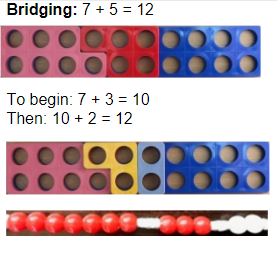 Bridging: 7 + 5 = 12
To begin: 7 + 3 = 10
Then: 10 + 2 = 12